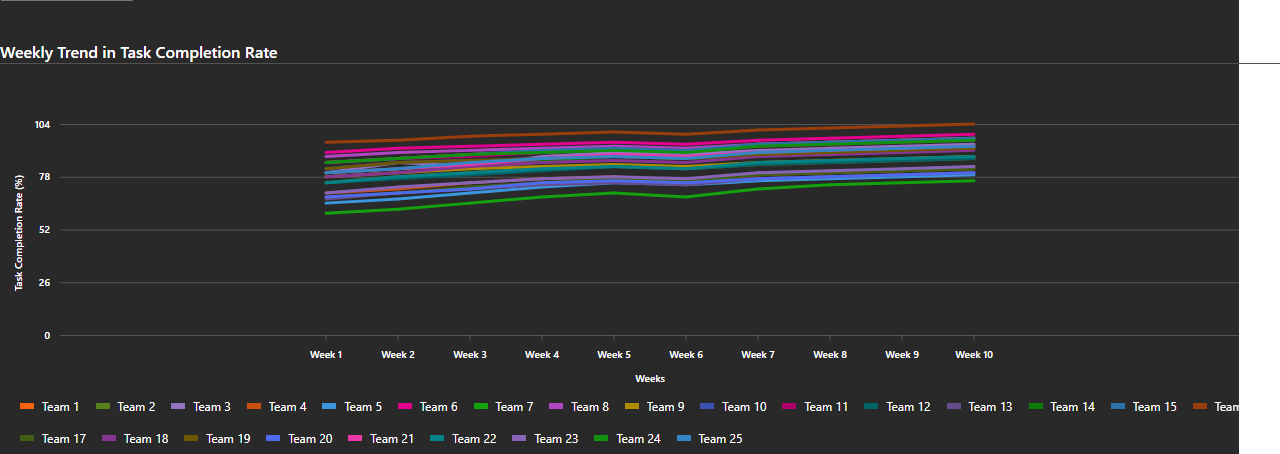 Weekly Trend in Task Completion Rate
104
78
52
26
0
Task Completion Rate (%)
Week 1 Week 2 Week 3 Week 4 Week 5 Week 6 Week 7 Week 8 Week 9 Week 10
Weeks
Team 1 Team 2 Team 3 Team 4 Team 5 Team 6 Team 7 Team 8 Team 9 Team 10 Team 11 Team 12 Team 13 Team 14 Team 15 Team
Team 17 Team 18 Team 19 Team 20 Team 21 Team 22 Team 23 Team 24 Team 25